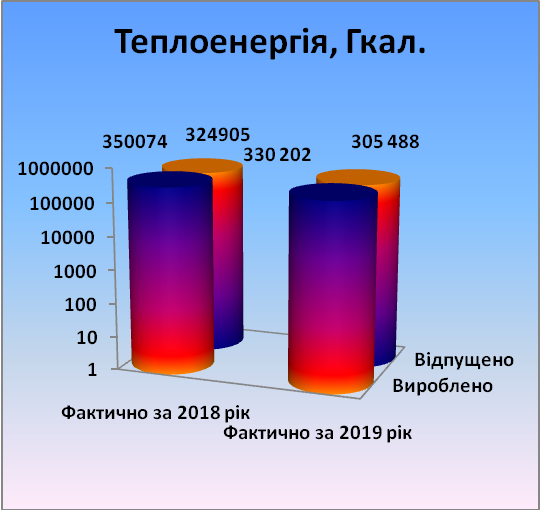 Теплоенергія, Гкал.
350074
324905
330 202
305 488
1000000
100000
10000
1000
100
10
1
Відпущено
Вироблено
Фактично за 2018 рік
Фактично за 2019 рік